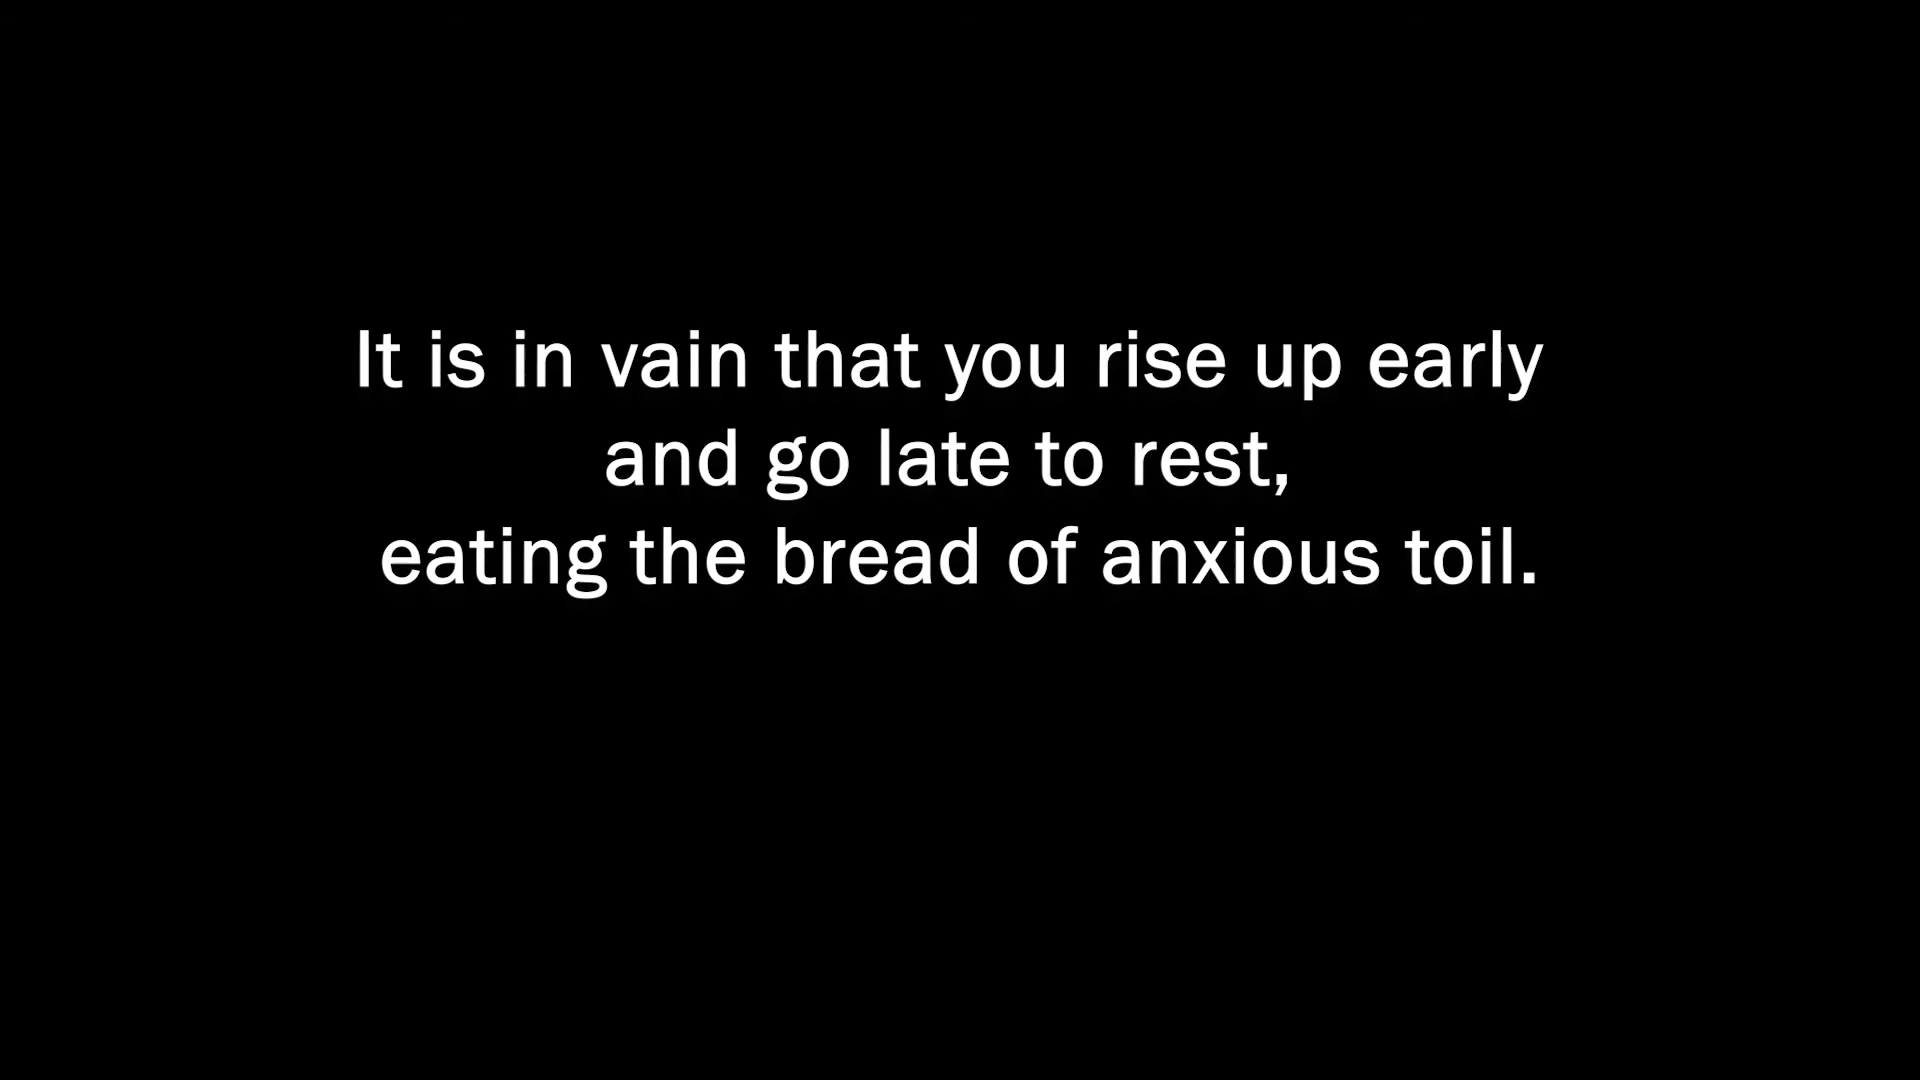 It is in vain that you rise up early
and go late to rest,
eating the bread of anxious toil.